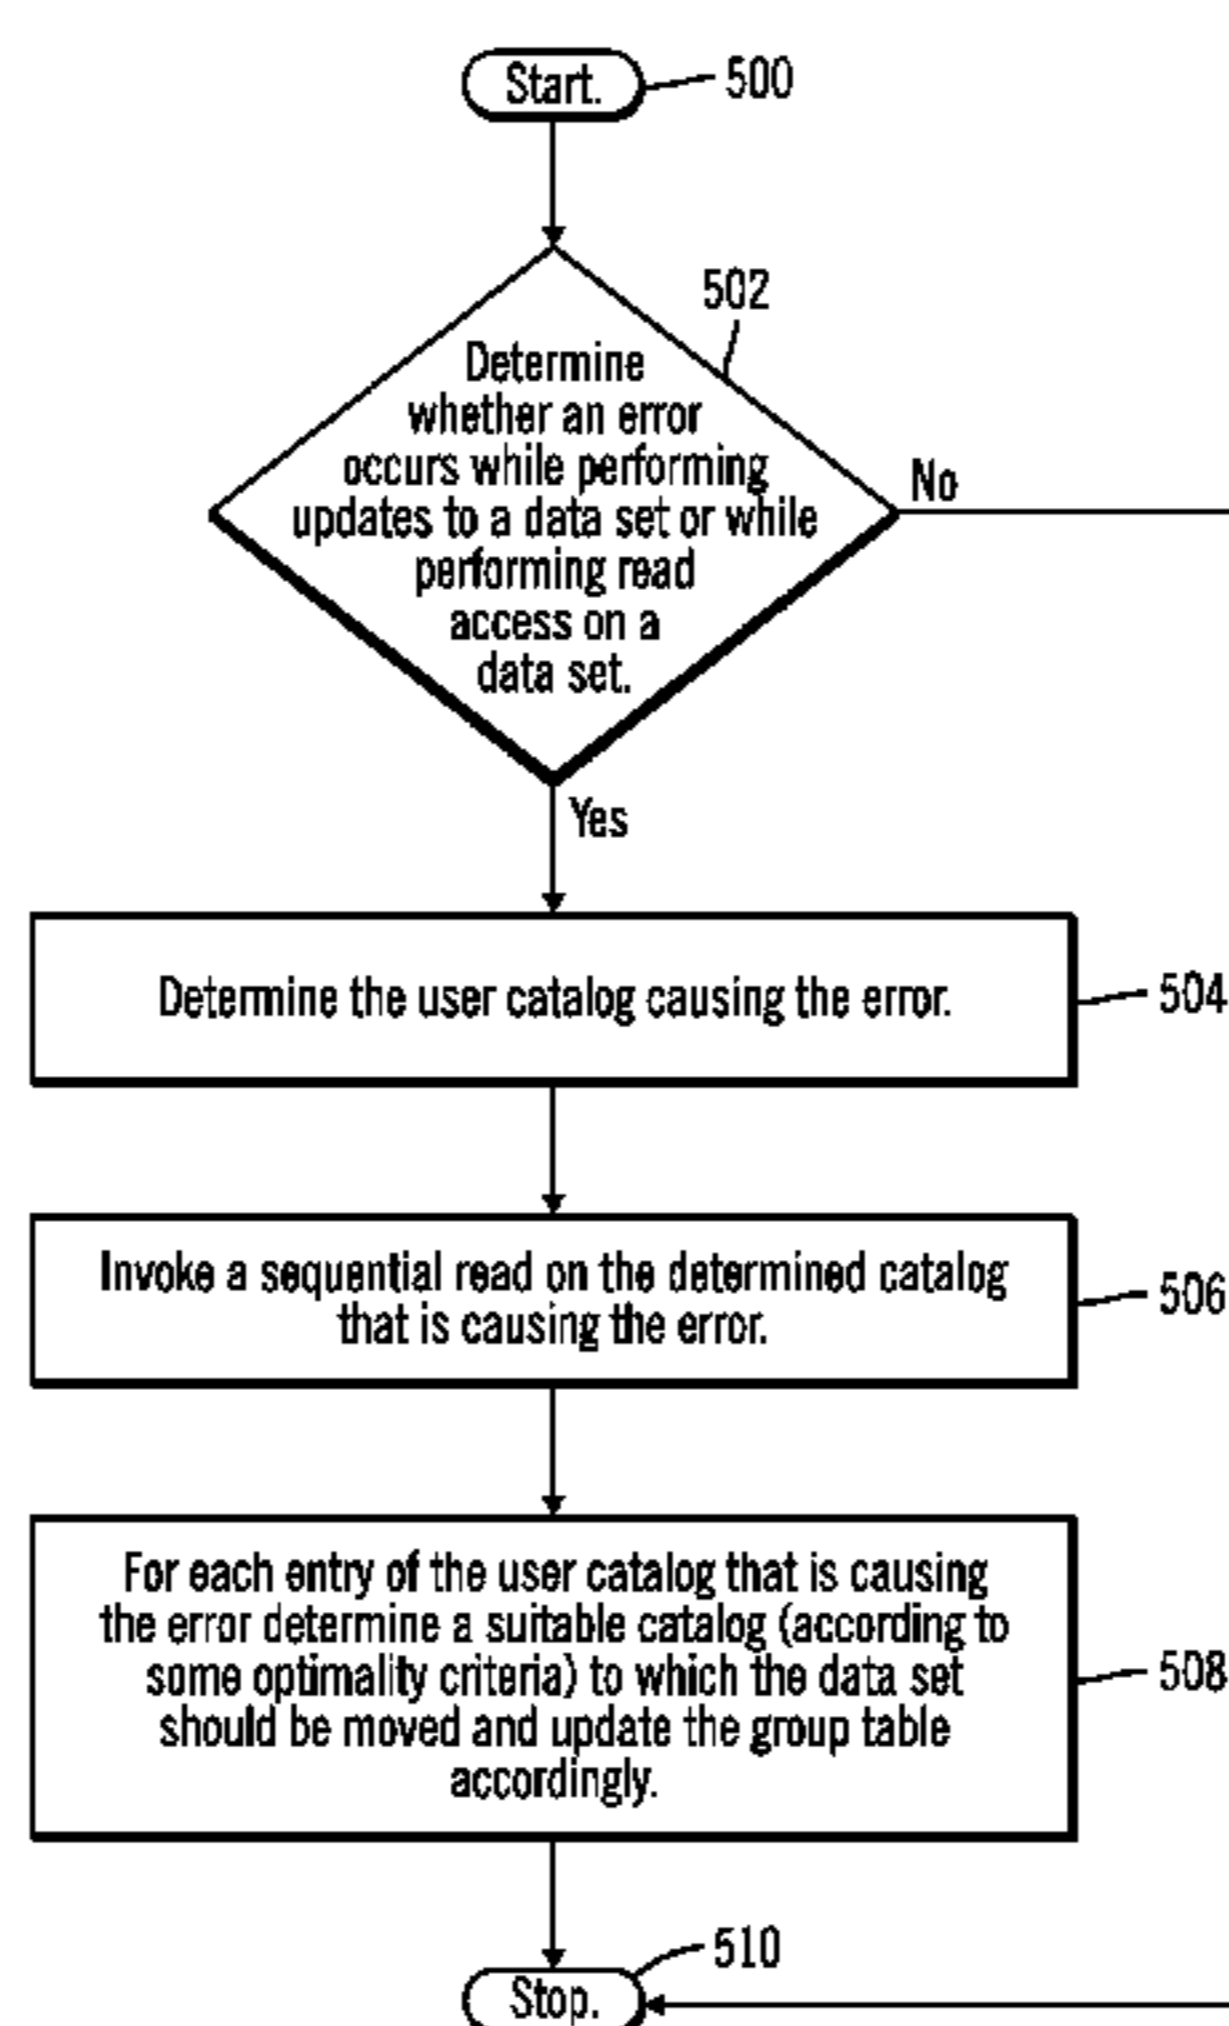 Start.
500
502
Determine
whether an error
occurs while performing
updates to a data set or while
performing read
access on a
data set.
No
Yes
Determine the user catalog causing the error.
504
Invoke a sequential read on the determined catalog
that is causing the error.
506
For each entry of the user catalog that is causing
the error determine a suitable catalog (according to
some optimality criteria) to which the data set
should be moved and update the group table
accordingly.
508
510
Stop.